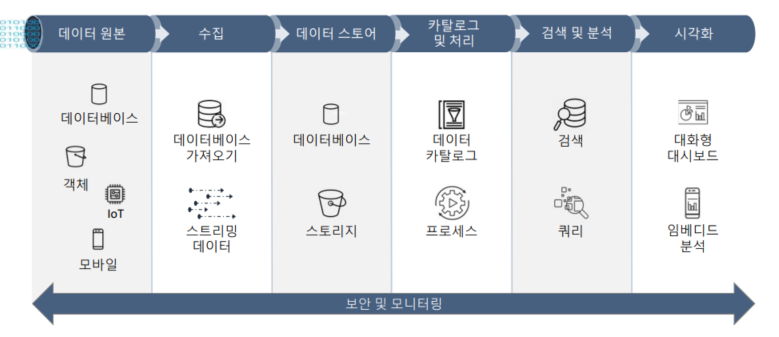 데이터 원본
수집
데이터 스토어
카탈로그
및 처리
검색 및 분석
시각화
데이터베이스
객체
IoT
모바일
데이터베이스
가져오기
스트리밍
데이터
데이터베이스
스토리지
데이터
카탈로그
프로세스
검색
쿼리
대화형
대시보드
임베디드
분석
보안 및 모니터링